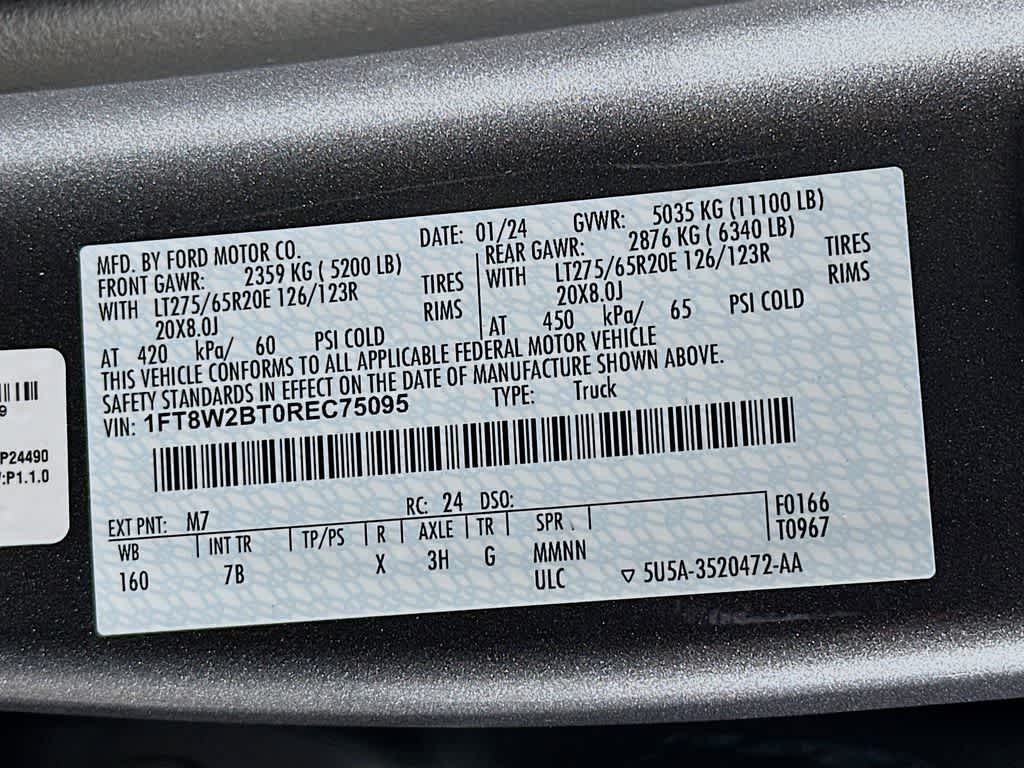 MFD. BY FORD MOTOR CO.
DATE: 01/24 GVWR: 5035 KG (11100 LB)
FRONT GAWR: 2359 KG ( 5200 LB)
WITH LT275/65R20E 126/123R TIRES
20X8.0J RIMS
AT 420 kPa/ 60 PSI COLD
REAR GAWR: 2876 KG ( 6340 LB)
WITH LT275/65R20E 126/123R TIRES
20X8.0J RIMS
AT 450 kPa/ 65 PSI COLD
THIS VEHICLE CONFORMS TO ALL APPLICABLE FEDERAL MOTOR VEHICLE
SAFETY STANDARDS IN EFFECT ON THE DATE OF MANUFACTURE SHOWN ABOVE.
VIN: 1FT8W2BT0REC75095 TYPE: Truck
EXT PNT: M7 RC: 24 DSO: F0166
WB INT TR TP/PS R AXLE TR SPR T0967
160 7B X 3H G MMNN
ULC ▽ 5U5A-3520472-AA
9
P24490
:P1.1.0